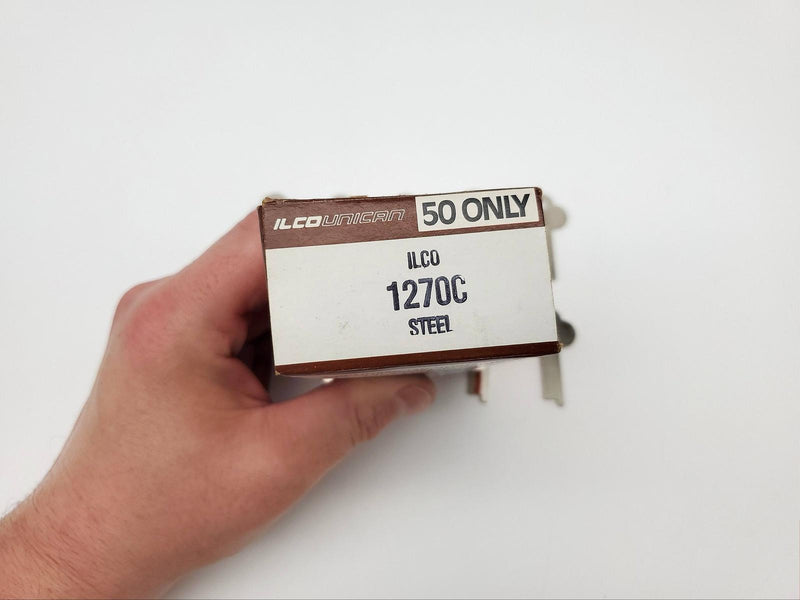 ILCO UNICAN 50 ONLY
ILCO
1270C
STEEL